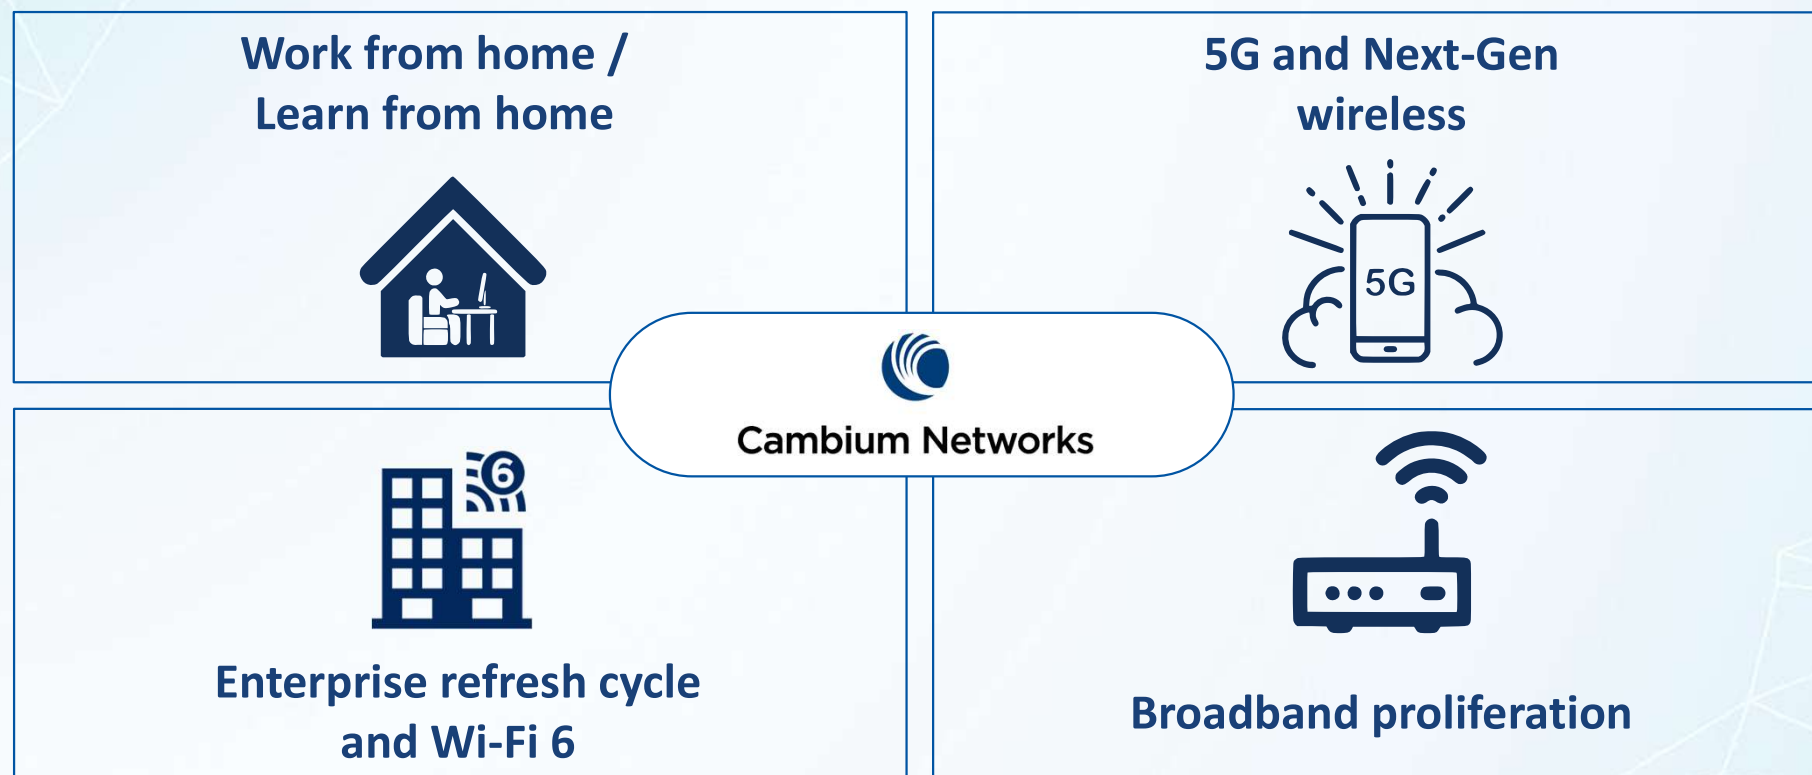 Work from home /
Learn from home
5G and Next-Gen
wireless
5G
Cambium Networks
6
Enterprise refresh cycle
and Wi-Fi 6
Broadband proliferation